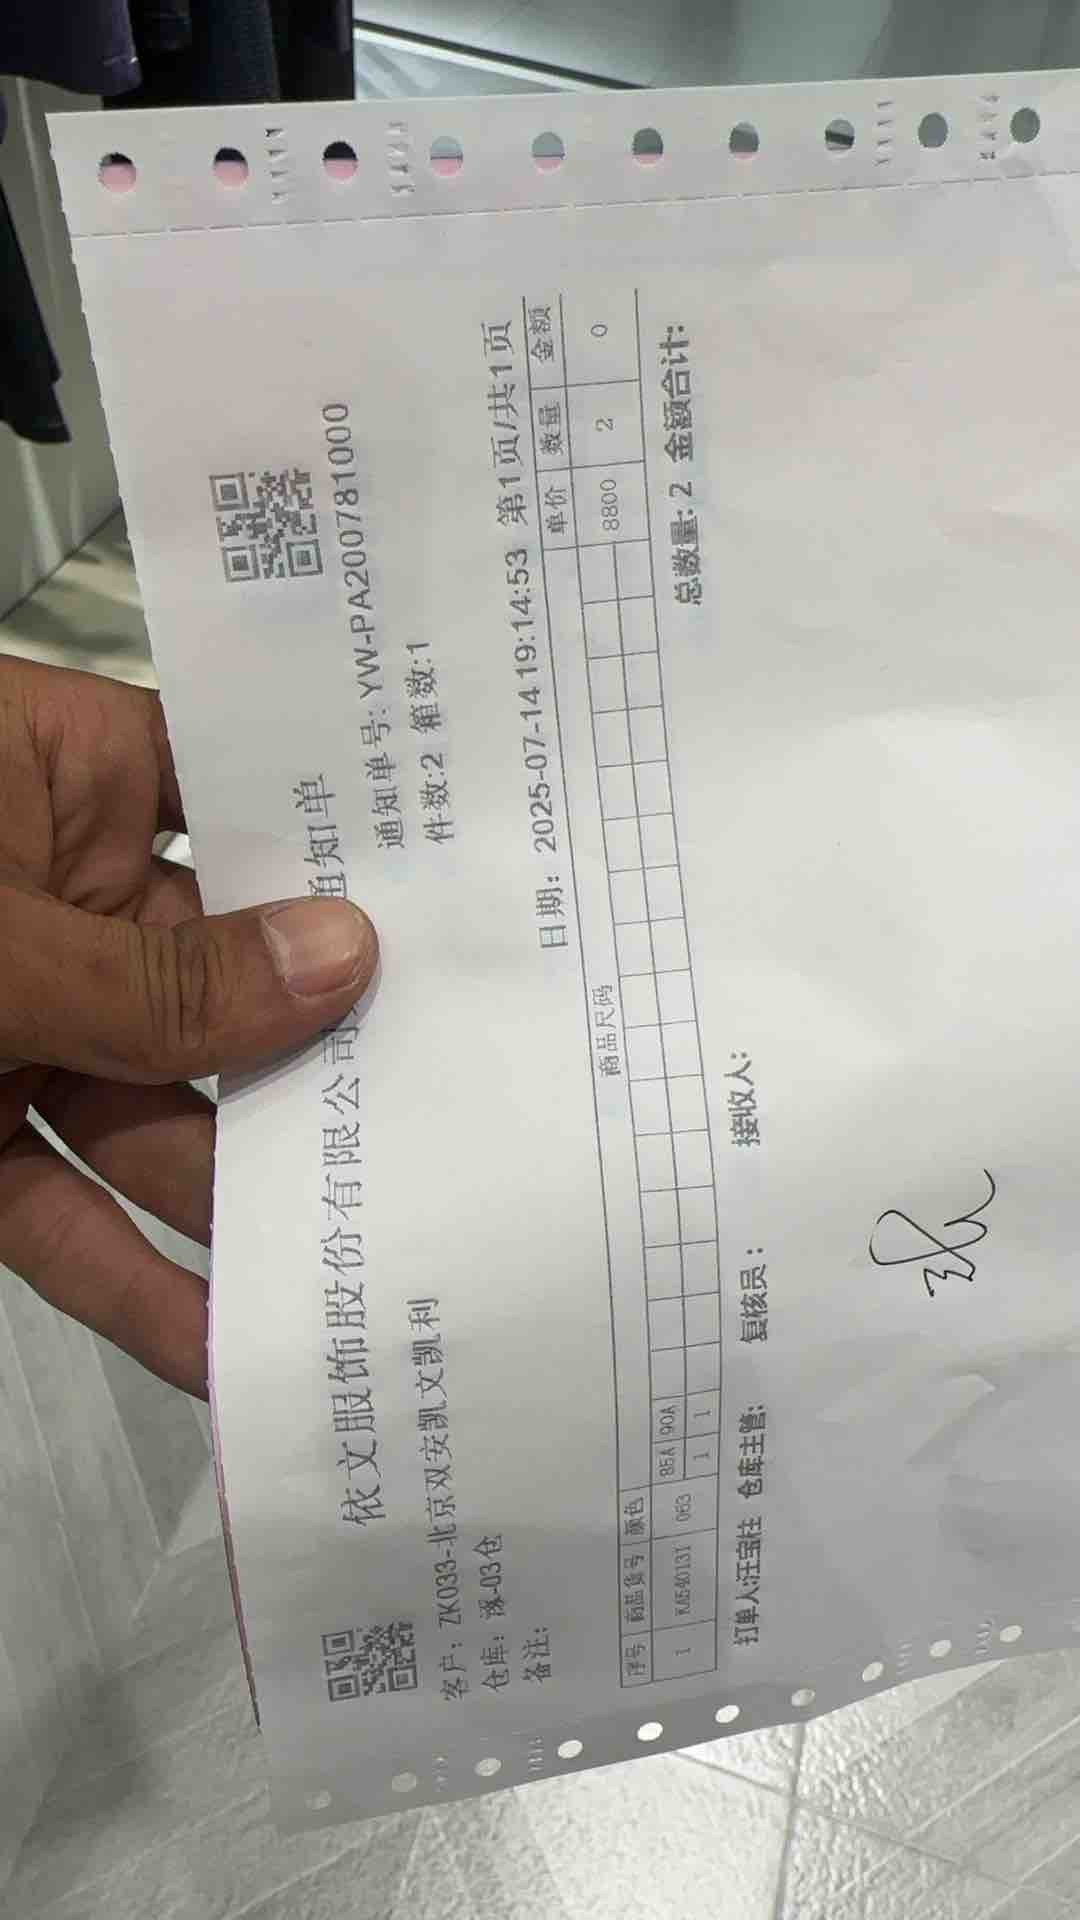 依文服饰股份有限公司 通知单
通知单号: YW-PA200781000
客户: ZK033-北京双安凯文凯利
件数:2 箱数:1
仓库: 涿-03仓
备注:
日期: 2025-07-14 19:14:53 第1页/共1页
序号 商品货号 颜色 商品尺码 单价 数量 金额
85A 90A
1 KA540131 063 1 1 8800 2 0
总数量: 2 金额合计:
打单人:汪宝柱 仓库主管: 复核员: 接收人: